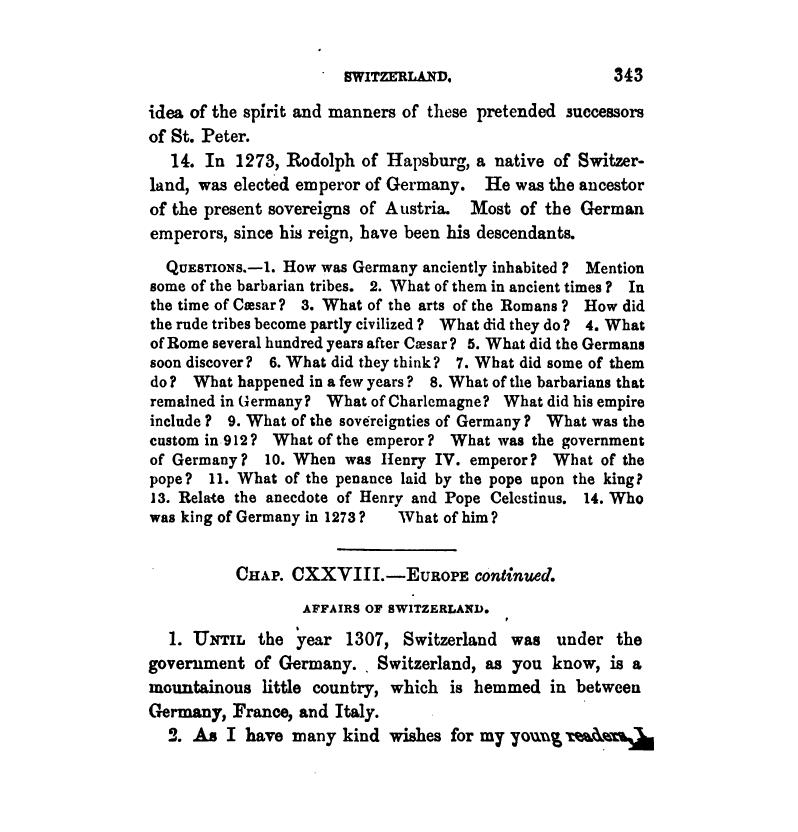 SWITZERLAND. 343
idea of the spirit and manners of these pretended successors
of St. Peter.
14. In 1273, Rodolph of Hapsburg, a native of Switzer-
land, was elected emperor of Germany. He was the ancestor
of the present sovereigns of Austria. Most of the German
emperors, since his reign, have been his descendants.
QUESTIONS.—1. How was Germany anciently inhabited? Mention
some of the barbarian tribes. 2. What of them in ancient times? In
the time of Cæsar? 3. What of the arts of the Romans? How did
the rude tribes become partly civilized? What did they do? 4. What
of Rome several hundred years after Cæsar? 5. What did the Germans
soon discover? 6. What did they think? 7. What did some of them
do? What happened in a few years? 8. What of the barbarians that
remained in Germany? What of Charlemagne? What did his empire
include? 9. What of the sovereignties of Germany? What was the
custom in 912? What of the emperor? What was the government
of Germany? 10. When was Henry IV. emperor? What of the
pope? 11. What of the penance laid by the pope upon the king?
13. Relate the anecdote of Henry and Pope Celestinus. 14. Who
was king of Germany in 1273? What of him?
CHAP. CXXVIII.—EUROPE continued.
AFFAIRS OF SWITZERLAND.
1. UNTIL the year 1307, Switzerland was under the
government of Germany. Switzerland, as you know, is a
mountainous little country, which is hemmed in between
Germany, France, and Italy.
2. As I have many kind wishes for my young readers, I